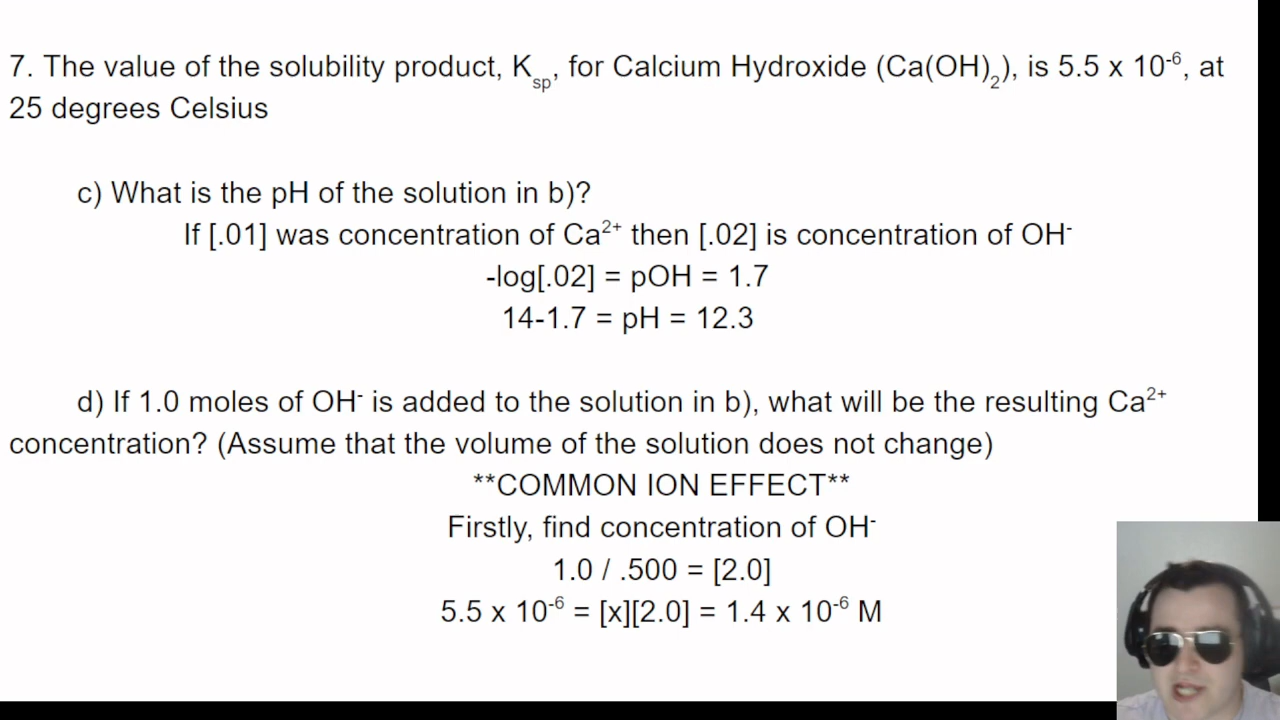 7. The value of the solubility product, Ksp, for Calcium Hydroxide (Ca(OH)2), is 5.5 x 10-6, at
25 degrees Celsius
c) What is the pH of the solution in b)?
If [.01] was concentration of Ca2+ then [.02] is concentration of OH-
-log[.02] = pOH = 1.7
14-1.7 = pH = 12.3
d) If 1.0 moles of OH- is added to the solution in b), what will be the resulting Ca2+
concentration? (Assume that the volume of the solution does not change)
**COMMON ION EFFECT**
Firstly, find concentration of OH-
1.0 / .500 = [2.0]
5.5 x 10-6 = [x][2.0] = 1.4 x 10-6 M